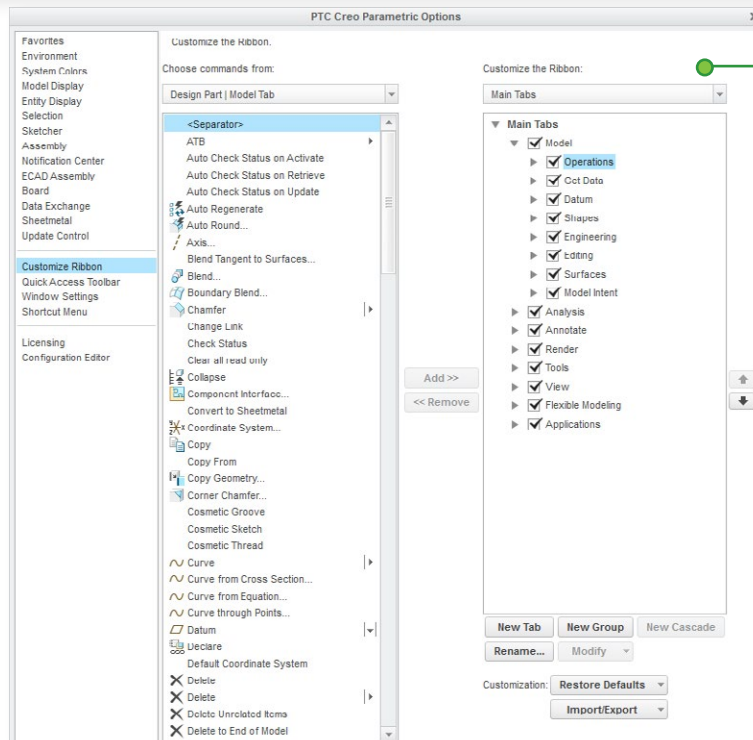 PTC Creo Parametric Options
Favorites
Environment
System Colors
Model Display
Entity Display
Selection
Sketcher
Assembly
Notification Center
ECAD Assembly
Board
Data Exchange
Sheetmetal
Update Control
Customize Ribbon
Quick Access Toolbar
Window Settings
Shortcut Menu
Licensing
Configuration Editor
Customize the Ribbon.
Choose commands from:
Design Part | Model Tab
<Separator>
ATB
Auto Check Status on Activate
Auto Check Status on Retrieve
Auto Check Status on Update
Auto Regenerate
Auto Round...
Axis...
Blend Tangent to Surfaces...
Blend...
Boundary Blend...
Chamfer
Change Link
Check Status
Clear all read only
Collapse
Component Interface...
Convert to Sheetmetal
Coordinate System...
Copy
Copy From
Copy Geometry...
Corner Chamfer...
Cosmetic Groove
Cosmetic Sketch
Cosmetic Thread
Curve
Curve from Cross Section...
Curve from Equation...
Curve through Points...
Datum
Declare
Default Coordinate System
Delete
Delete
Delete Unrelated Items
Delete to End of Model
Add >>
<< Remove
Customize the Ribbon:
Main Tabs
Main Tabs
Model
Operations
Get Data
Datum
Shapes
Engineering
Editing
Surfaces
Model Intent
Analysis
Annotate
Render
Tools
View
Flexible Modeling
Applications
New Tab New Group New Cascade
Rename... Modify
Customization: Restore Defaults
Import/Export